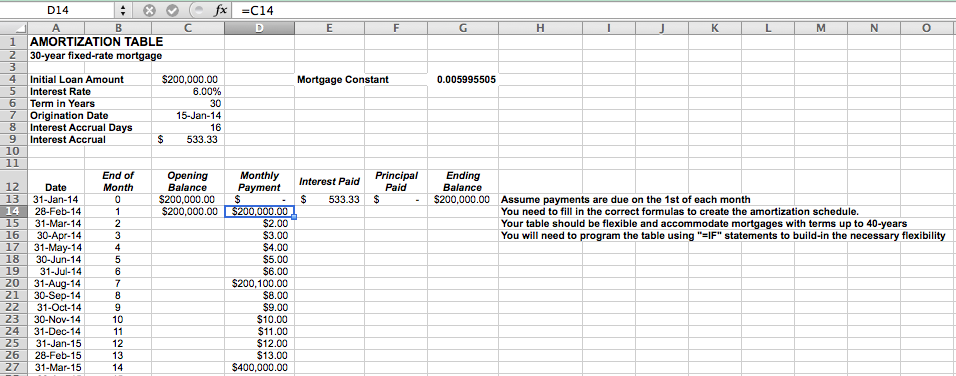 D14 fx =C14
A B C D E F G H I J K L M N O
1 AMORTIZATION TABLE
2 30-year fixed-rate mortgage
3
4 Initial Loan Amount $200,000.00 Mortgage Constant 0.005995505
5 Interest Rate 6.00%
6 Term in Years 30
7 Origination Date 15-Jan-14
8 Interest Accrual Days 16
9 Interest Accrual $ 533.33
10
11
End of Opening Monthly Principal Ending
12 Date Month Balance Payment Interest Paid Paid Balance
13 31-Jan-14 0 $200,000.00 $ - $ 533.33 $ - $200,000.00 Assume payments are due on the 1st of each month
14 28-Feb-14 1 $200,000.00 $200,000.00 You need to fill in the correct formulas to create the amortization schedule.
15 31-Mar-14 2 $2.00 Your table should be flexible and accommodate mortgages with terms up to 40-years
16 30-Apr-14 3 $3.00 You will need to program the table using "=IF" statements to build-in the necessary flexibility
17 31-May-14 4 $4.00
18 30-Jun-14 5 $5.00
19 31-Jul-14 6 $6.00
20 31-Aug-14 7 $200,100.00
21 30-Sep-14 8 $8.00
22 31-Oct-14 9 $9.00
23 30-Nov-14 10 $10.00
24 31-Dec-14 11 $11.00
25 31-Jan-15 12 $12.00
26 28-Feb-15 13 $13.00
27 31-Mar-15 14 $400,000.00